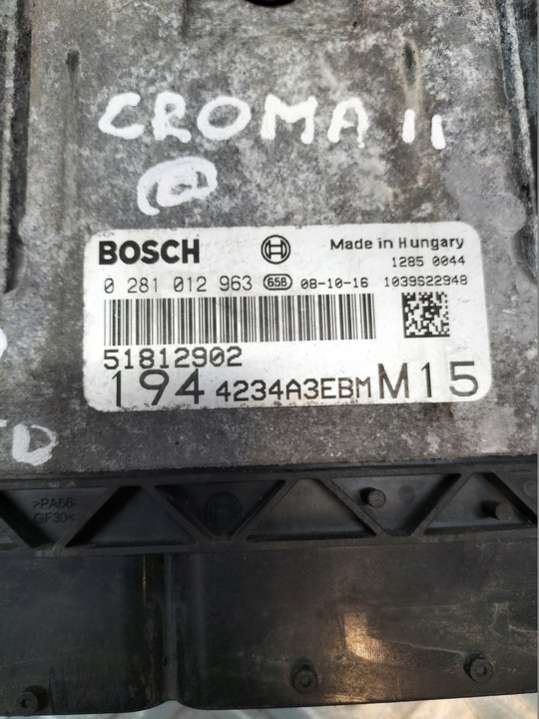 CROMA II
BOSCH Made in Hungary
1285 0044
0 281 012 963 658 08-10-16 1039S22948
51812902
194 4234A3EBM M15
>PA66-
GF30<